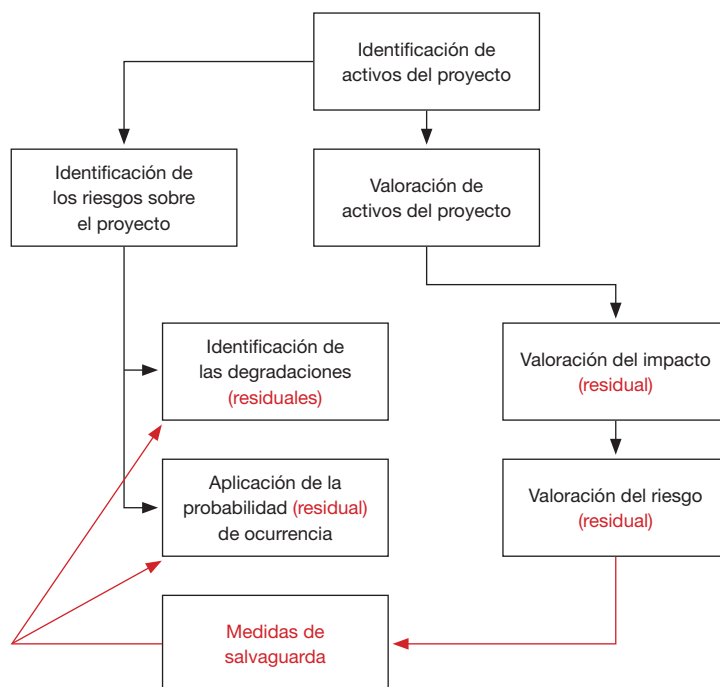 Identificación de
activos del proyecto
Identificación de
los riesgos sobre
el proyecto
Valoración de
activos del proyecto
Identificación de
las degradaciones
(residuales)
Valoración del impacto
(residual)
Aplicación de la
probabilidad (residual)
de ocurrencia
Valoración del riesgo
(residual)
Medidas de
salvaguarda